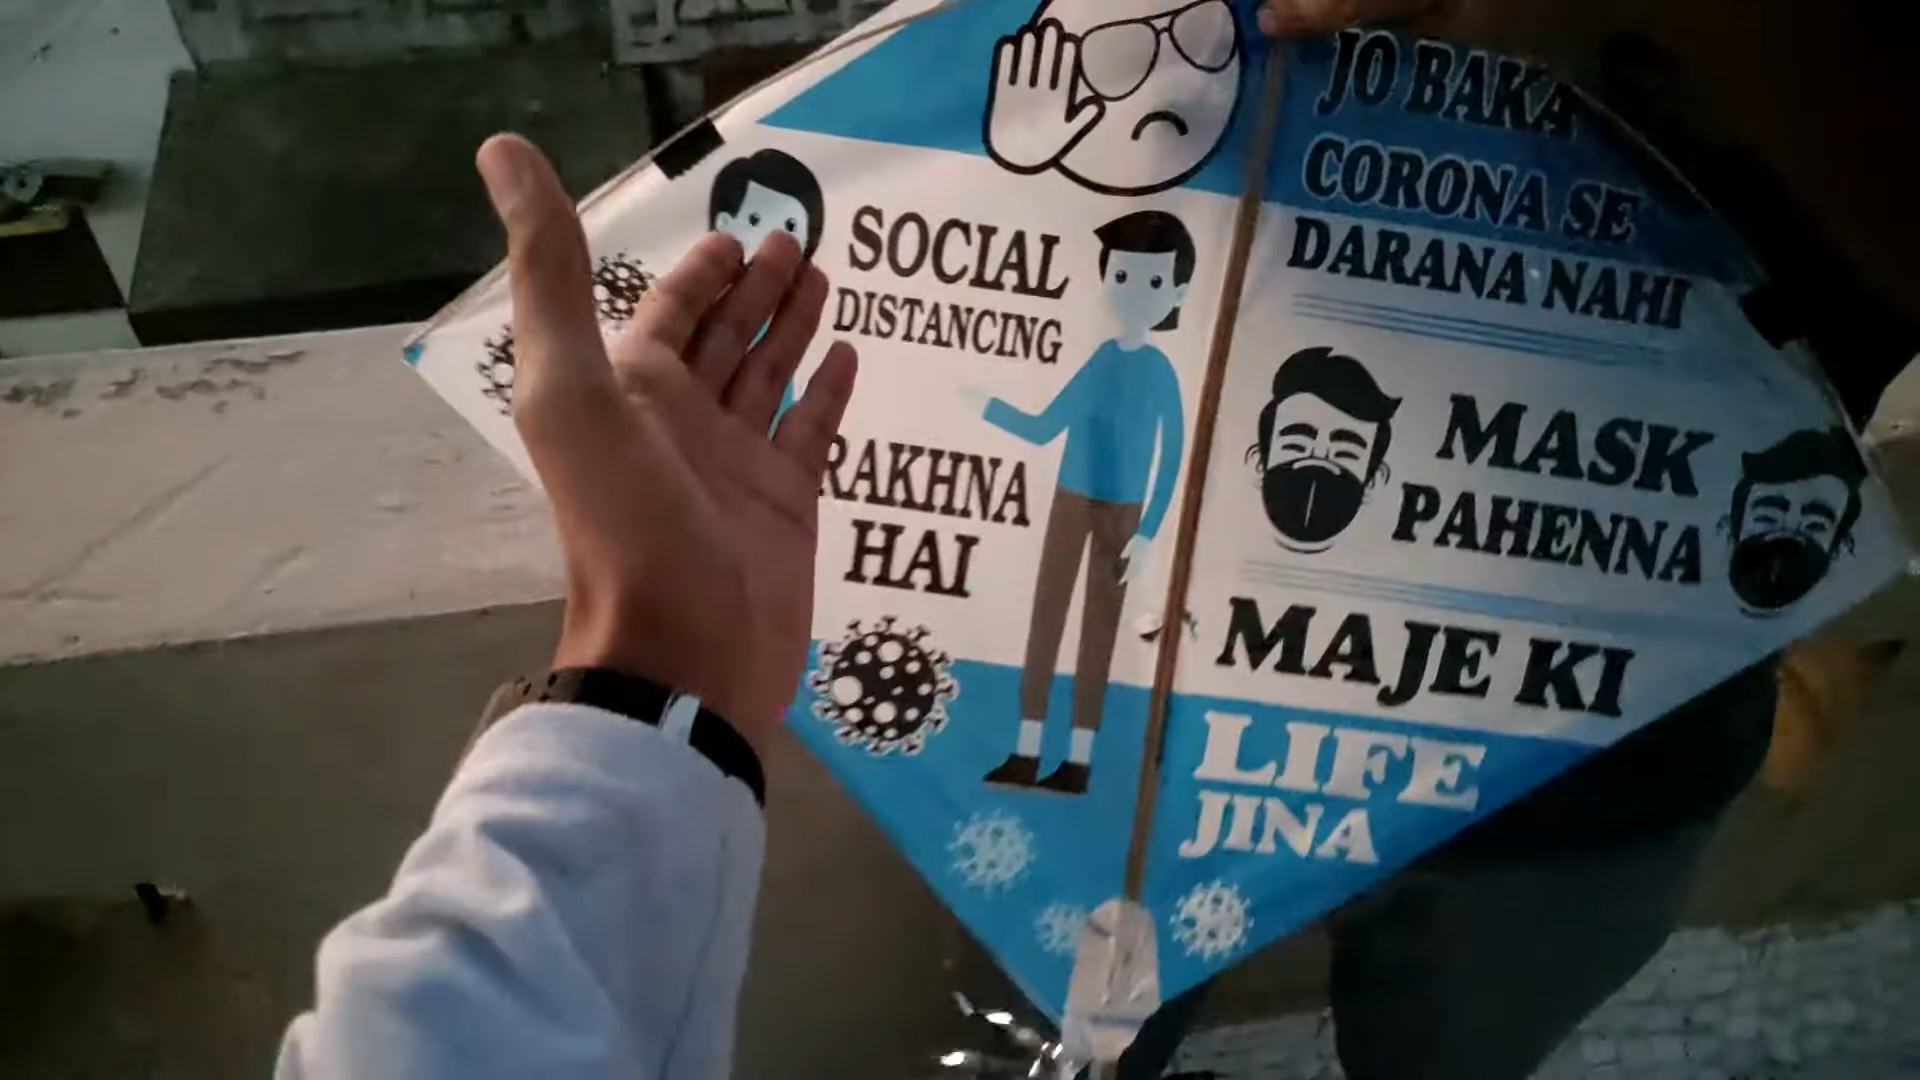 SOCIAL
DISTANCING
RAKHNA
HAI
JO BAKA
CORONA SE
DARANA NAHI
MASK
PAHENNA
MAJE KI
LIFE
JINA